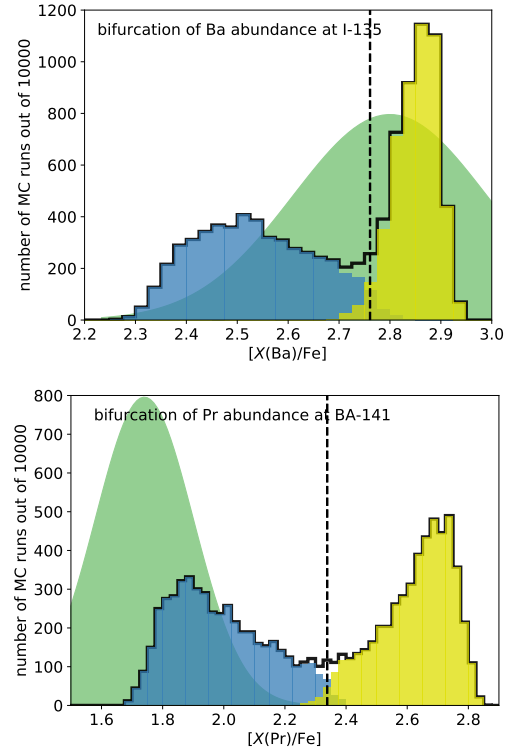 1200
1000
800
600
400
200
0
number of MC runs out of 10000
bifurcation of Ba abundance at I-135
2.2 2.3 2.4 2.5 2.6 2.7 2.8 2.9 3.0
[X(Ba)/Fe]
800
700
600
500
400
300
200
100
0
number of MC runs out of 10000
bifurcation of Pr abundance at BA-141
1.6 1.8 2.0 2.2 2.4 2.6 2.8
[X(Pr)/Fe]